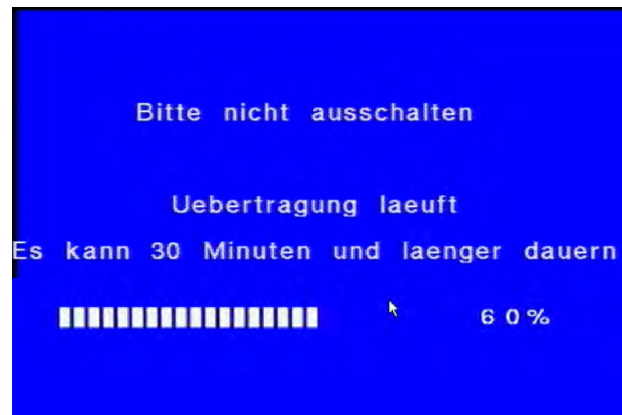 Bitte nicht ausschalten
Uebertragung laeuft
Es kann 30 Minuten und laenger dauern
60%